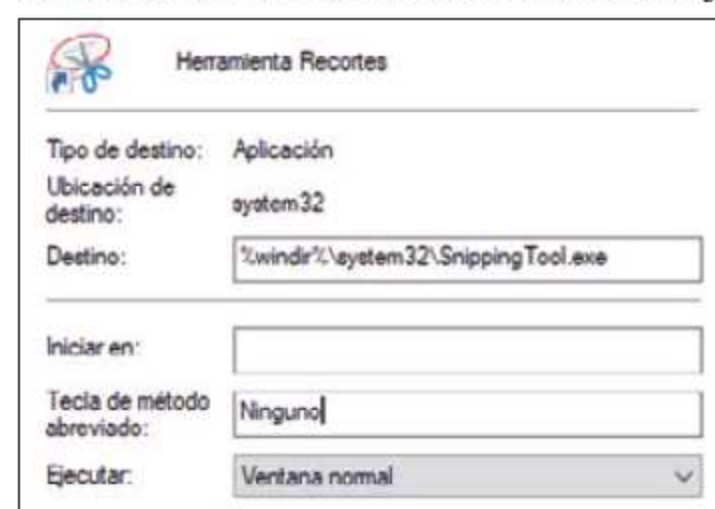 Herramienta Recortes
Tipo de destino: Aplicación
Ubicación de
destino: system32
Destino: %windir%\system32\SnippingTool.exe
Iniciar en:
Tecla de método
abreviado: Ninguno
Ejecutar: Ventana normal